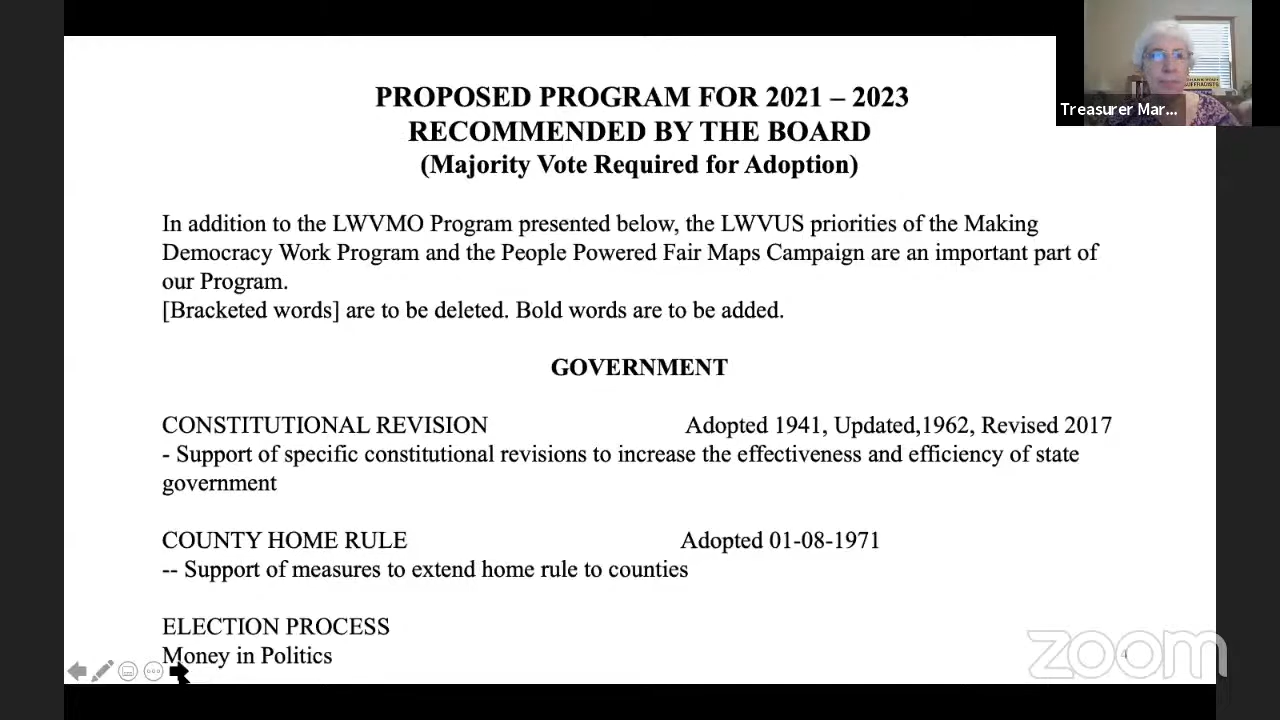 PROPOSED PROGRAM FOR 2021 – 2023
RECOMMENDED BY THE BOARD
(Majority Vote Required for Adoption)
Treasurer Mar...
In addition to the LWVMO Program presented below, the LWVUS priorities of the Making
Democracy Work Program and the People Powered Fair Maps Campaign are an important part of
our Program.
[Bracketed words] are to be deleted. Bold words are to be added.
GOVERNMENT
CONSTITUTIONAL REVISION Adopted 1941, Updated,1962, Revised 2017
- Support of specific constitutional revisions to increase the effectiveness and efficiency of state
government
COUNTY HOME RULE Adopted 01-08-1971
-- Support of measures to extend home rule to counties
ELECTION PROCESS
Money in Politics
zoom
4